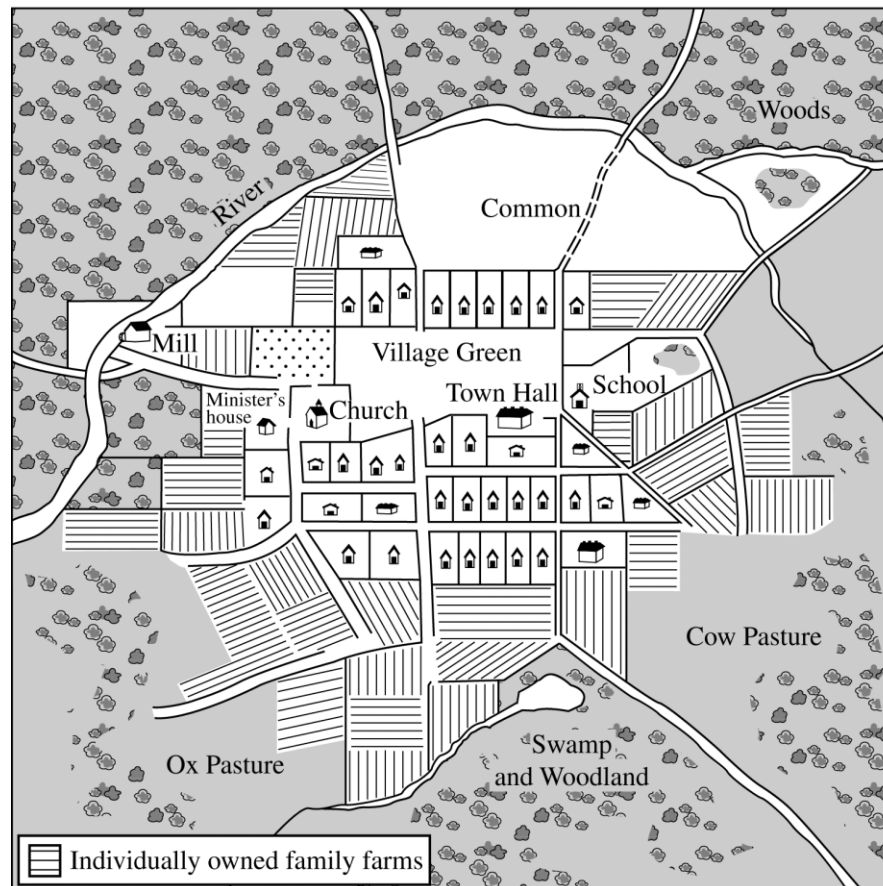 Woods
River
Common
Mill
Village Green
Minister's
house
Church
Town Hall
School
Cow Pasture
Ox Pasture
Swamp
and Woodland
Individually owned family farms